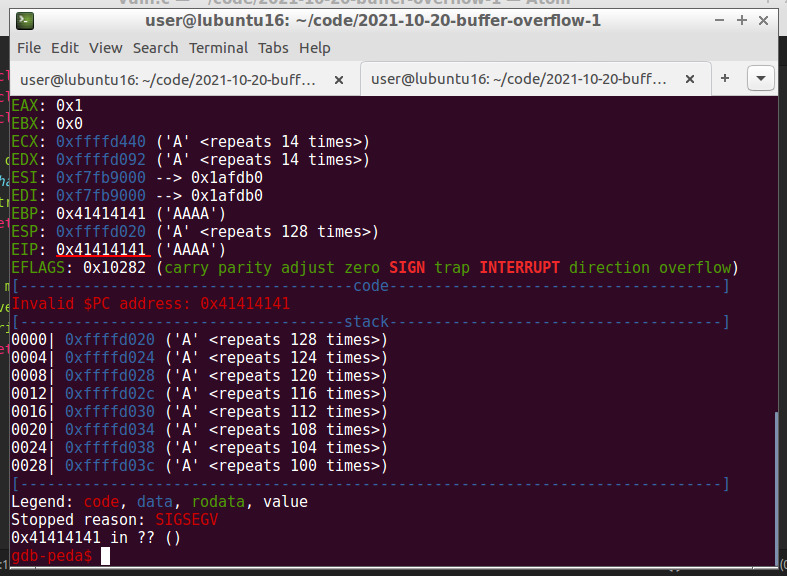 user@lubuntu16: ~/code/2021-10-20-buffer-overflow-1
File Edit View Search Terminal Tabs Help
user@lubuntu16: ~/code/2021-10-20-buff... × user@lubuntu16: ~/code/2021-10-20-buff... ×
EAX: 0x1
EBX: 0x0
ECX: 0xffffd440 ('A' <repeats 14 times>)
EDX: 0xffffd092 ('A' <repeats 14 times>)
ESI: 0xf7fb9000 --> 0x1afdb0
EDI: 0xf7fb9000 --> 0x1afdb0
EBP: 0x41414141 ('AAAA')
ESP: 0xffffd020 ('A' <repeats 128 times>)
EIP: 0x41414141 ('AAAA')
EFLAGS: 0x10282 (carry parity adjust zero SIGN trap INTERRUPT direction overflow)
[-------------------------------------code-------------------------------------]
Invalid $PC address: 0x41414141
[------------------------------------stack-------------------------------------]
0000| 0xffffd020 ('A' <repeats 128 times>)
0004| 0xffffd024 ('A' <repeats 124 times>)
0008| 0xffffd028 ('A' <repeats 120 times>)
0012| 0xffffd02c ('A' <repeats 116 times>)
0016| 0xffffd030 ('A' <repeats 112 times>)
0020| 0xffffd034 ('A' <repeats 108 times>)
0024| 0xffffd038 ('A' <repeats 104 times>)
0028| 0xffffd03c ('A' <repeats 100 times>)
[------------------------------------------------------------------------------]
Legend: code, data, rodata, value
Stopped reason: SIGSEGV
0x41414141 in ?? ()
gdb-peda$